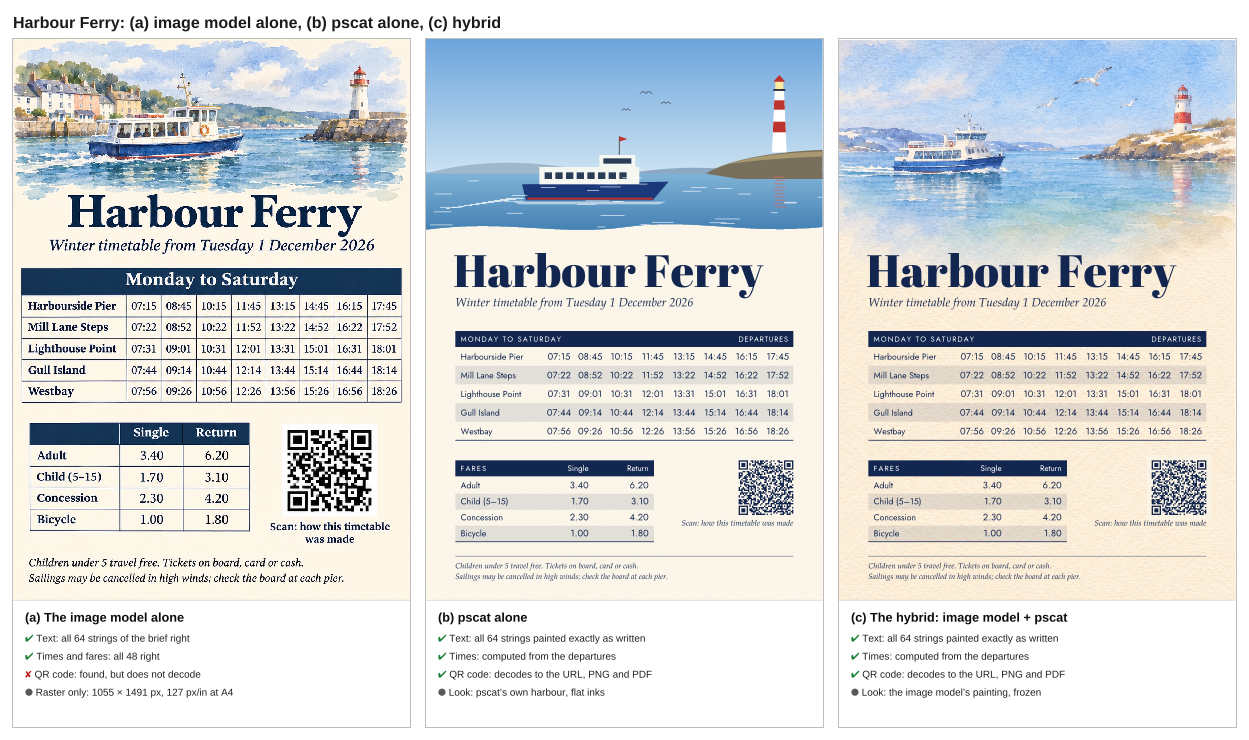 Harbour Ferry: (a) image model alone, (b) pscat alone, (c) hybrid
Harbour Ferry
Winter timetable from Tuesday 1 December 2026
Monday to Saturday
Harbourside Pier 07:15 08:45 10:15 11:45 13:15 14:45 16:15 17:45
Mill Lane Steps 07:22 08:52 10:22 11:52 13:22 14:52 16:22 17:52
Lighthouse Point 07:31 09:01 10:31 12:01 13:31 15:01 16:31 18:01
Gull Island 07:44 09:14 10:44 12:14 13:44 15:14 16:44 18:14
Westbay 07:56 09:26 10:56 12:26 13:56 15:26 16:56 18:26
Single Return
Adult 3.40 6.20
Child (5–15) 1.70 3.10
Concession 2.30 4.20
Bicycle 1.00 1.80
Scan: how this timetable
was made
Children under 5 travel free. Tickets on board, card or cash.
Sailings may be cancelled in high winds; check the board at each pier.
(a) The image model alone
✔ Text: all 64 strings of the brief right
✔ Times and fares: all 48 right
✘ QR code: found, but does not decode
● Raster only: 1055 × 1491 px, 127 px/in at A4
Harbour Ferry
Winter timetable from Tuesday 1 December 2026
MONDAY TO SATURDAY DEPARTURES
Harbourside Pier 07:15 08:45 10:15 11:45 13:15 14:45 16:15 17:45
Mill Lane Steps 07:22 08:52 10:22 11:52 13:22 14:52 16:22 17:52
Lighthouse Point 07:31 09:01 10:31 12:01 13:31 15:01 16:31 18:01
Gull Island 07:44 09:14 10:44 12:14 13:44 15:14 16:44 18:14
Westbay 07:56 09:26 10:56 12:26 13:56 15:26 16:56 18:26
FARES Single Return
Adult 3.40 6.20
Child (5–15) 1.70 3.10
Concession 2.30 4.20
Bicycle 1.00 1.80
Scan: how this timetable was made
Children under 5 travel free. Tickets on board, card or cash.
Sailings may be cancelled in high winds; check the board at each pier.
(b) pscat alone
✔ Text: all 64 strings painted exactly as written
✔ Times: computed from the departures
✔ QR code: decodes to the URL, PNG and PDF
● Look: pscat's own harbour, flat inks
Harbour Ferry
Winter timetable from Tuesday 1 December 2026
MONDAY TO SATURDAY DEPARTURES
Harbourside Pier 07:15 08:45 10:15 11:45 13:15 14:45 16:15 17:45
Mill Lane Steps 07:22 08:52 10:22 11:52 13:22 14:52 16:22 17:52
Lighthouse Point 07:31 09:01 10:31 12:01 13:31 15:01 16:31 18:01
Gull Island 07:44 09:14 10:44 12:14 13:44 15:14 16:44 18:14
Westbay 07:56 09:26 10:56 12:26 13:56 15:26 16:56 18:26
FARES Single Return
Adult 3.40 6.20
Child (5–15) 1.70 3.10
Concession 2.30 4.20
Bicycle 1.00 1.80
Scan: how this timetable was made
Children under 5 travel free. Tickets on board, card or cash.
Sailings may be cancelled in high winds; check the board at each pier.
(c) The hybrid: image model + pscat
✔ Text: all 64 strings painted exactly as written
✔ Times: computed from the departures
✔ QR code: decodes to the URL, PNG and PDF
● Look: the image model's painting, frozen